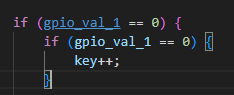 if (gpio_val_1 == 0) {
if (gpio_val_1 == 0) {
key++;
}